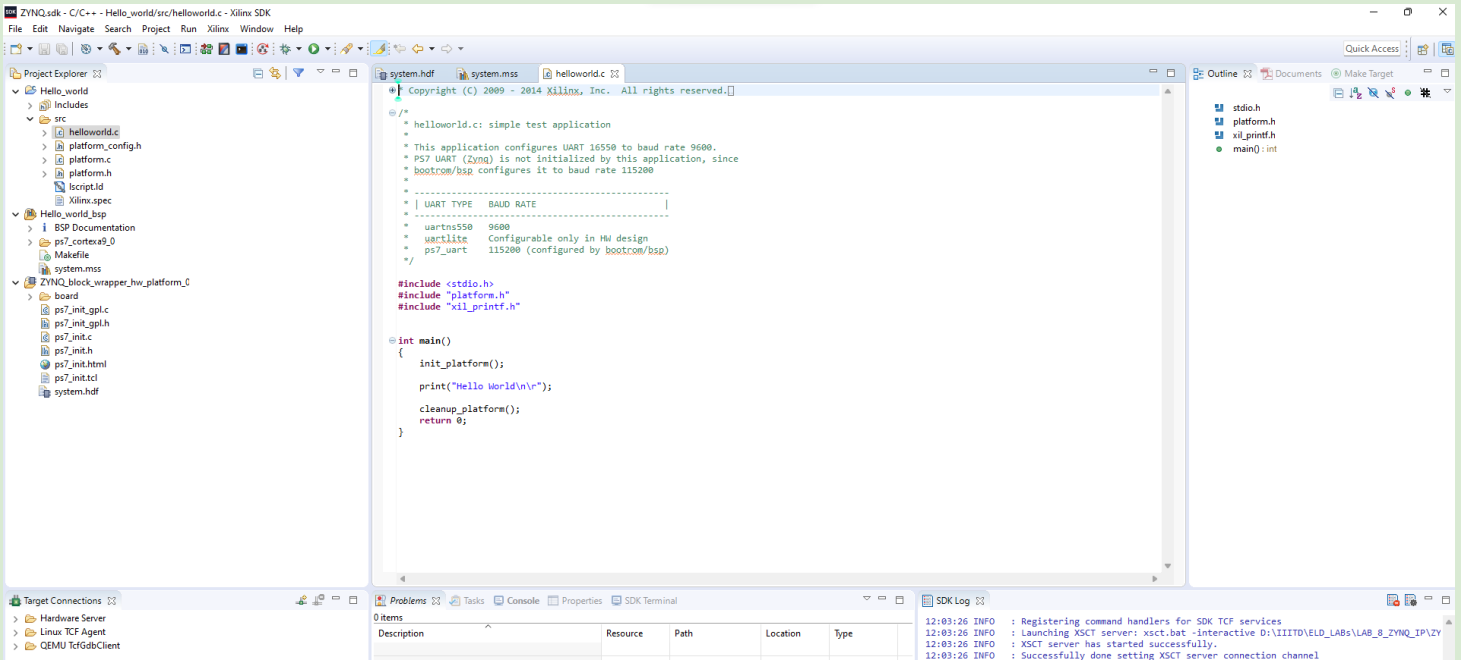 ZYNQ.sdk - C/C++ - Hello_world/src/helloworld.c - Xilinx SDK
File Edit Navigate Search Project Run Xilinx Window Help
Quick Access
Project Explorer
Hello_world
Includes
src
helloworld.c
platform_config.h
platform.c
platform.h
lscript.ld
Xilinx.spec
Hello_world_bsp
BSP Documentation
ps7_cortexa9_0
Makefile
system.mss
ZYNQ_block_wrapper_hw_platform_0
board
ps7_init_gpl.c
ps7_init_gpl.h
ps7_init.c
ps7_init.h
ps7_init.html
ps7_init.tcl
system.hdf
system.hdf system.mss helloworld.c
* Copyright (C) 2009 - 2014 Xilinx, Inc.  All rights reserved.
/*
 * helloworld.c: simple test application
 *
 * This application configures UART 16550 to baud rate 9600.
 * PS7 UART (Zynq) is not initialized by this application, since
 * bootrom/bsp configures it to baud rate 115200
 *
 * ------------------------------------------------
 * | UART TYPE   BAUD RATE                        |
 * ------------------------------------------------
 *   uartns550   9600
 *   uartlite    Configurable only in HW design
 *   ps7_uart    115200 (configured by bootrom/bsp)
 */
#include <stdio.h>
#include "platform.h"
#include "xil_printf.h"
int main()
{
    init_platform();
    print("Hello World\n\r");
    cleanup_platform();
    return 0;
}
Outline Documents Make Target
stdio.h
platform.h
xil_printf.h
main() : int
Target Connections
Hardware Server
Linux TCF Agent
QEMU TcfGdbClient
Problems Tasks Console Properties SDK Terminal
0 items
Description Resource Path Location Type
SDK Log
12:03:26 INFO  : Registering command handlers for SDK TCF services
12:03:26 INFO  : Launching XSCT server: xsct.bat -interactive D:\IIITD\ELD_LABs\LAB_8_ZYNQ_IP\ZY
12:03:26 INFO  : XSCT server has started successfully.
12:03:26 INFO  : Successfully done setting XSCT server connection channel